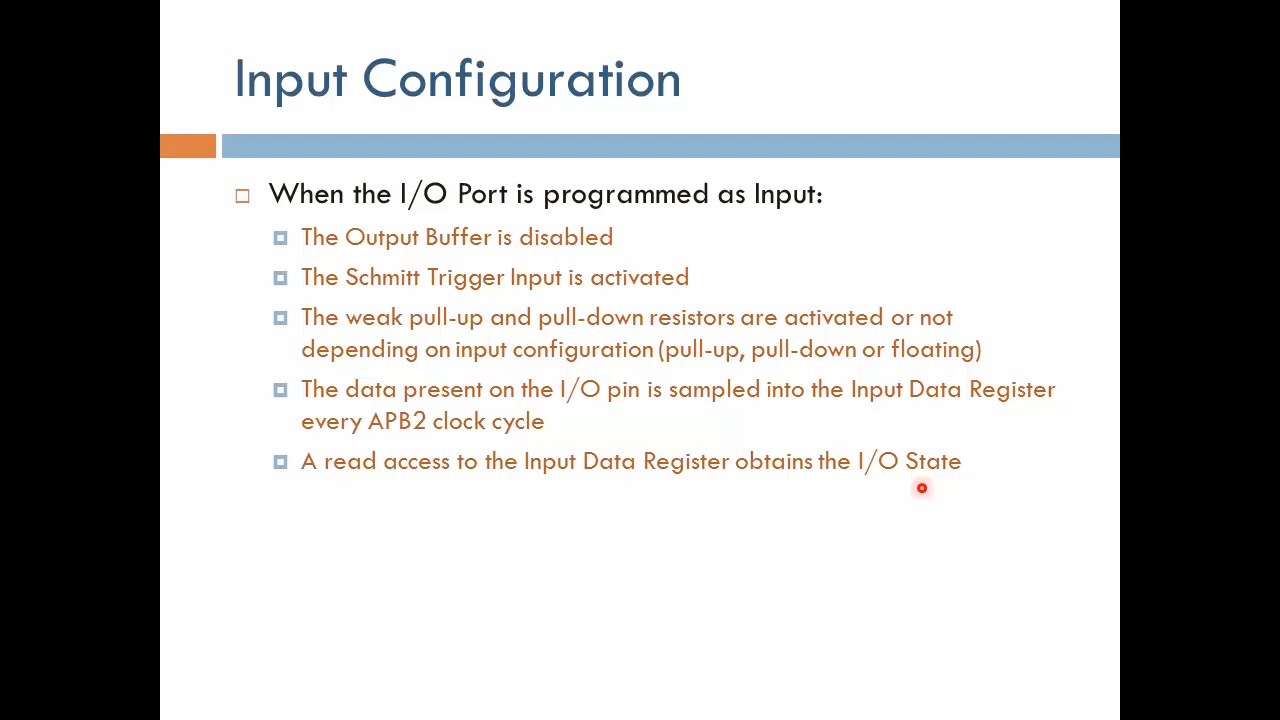 Input Configuration
When the I/O Port is programmed as Input:
The Output Buffer is disabled
The Schmitt Trigger Input is activated
The weak pull-up and pull-down resistors are activated or not
depending on input configuration (pull-up, pull-down or floating)
The data present on the I/O pin is sampled into the Input Data Register
every APB2 clock cycle
A read access to the Input Data Register obtains the I/O State